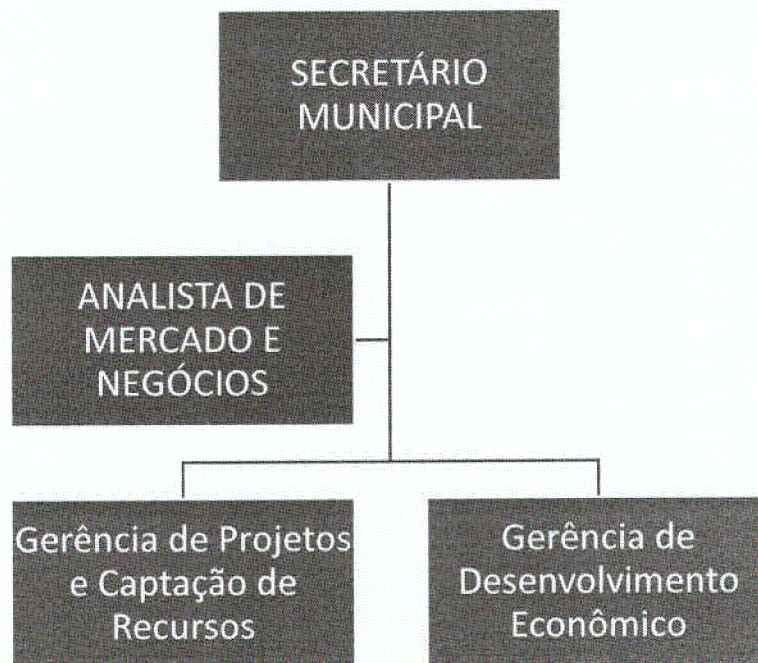 SECRETÁRIO
MUNICIPAL
ANALISTA DE
MERCADO E
NEGÓCIOS
Gerência de Projetos
e Captação de
Recursos
Gerência de
Desenvolvimento
Econômico